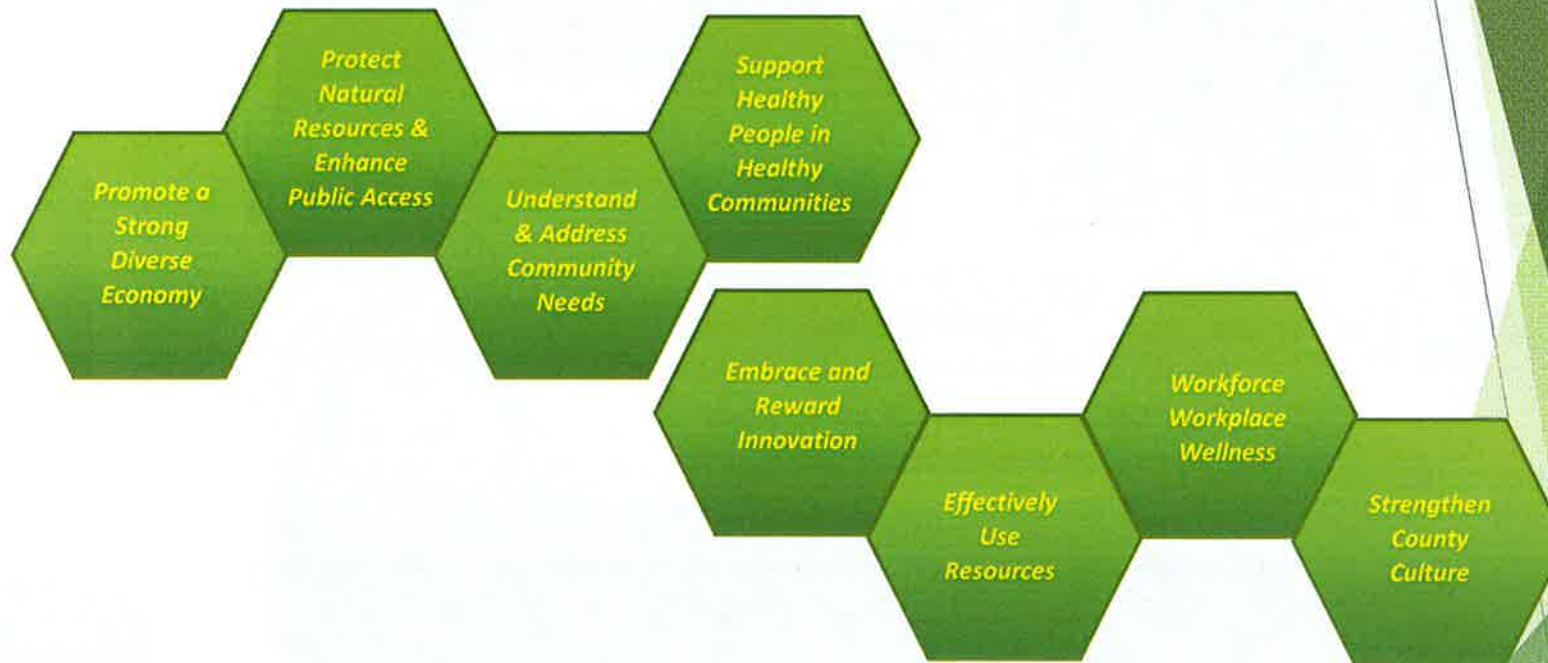 Promote a
Strong
Diverse
Economy
Protect
Natural
Resources &
Enhance
Public Access
Understand
& Address
Community
Needs
Support
Healthy
People in
Healthy
Communities
Embrace and
Reward
Innovation
Effectively
Use
Resources
Workforce
Workplace
Wellness
Strengthen
County
Culture